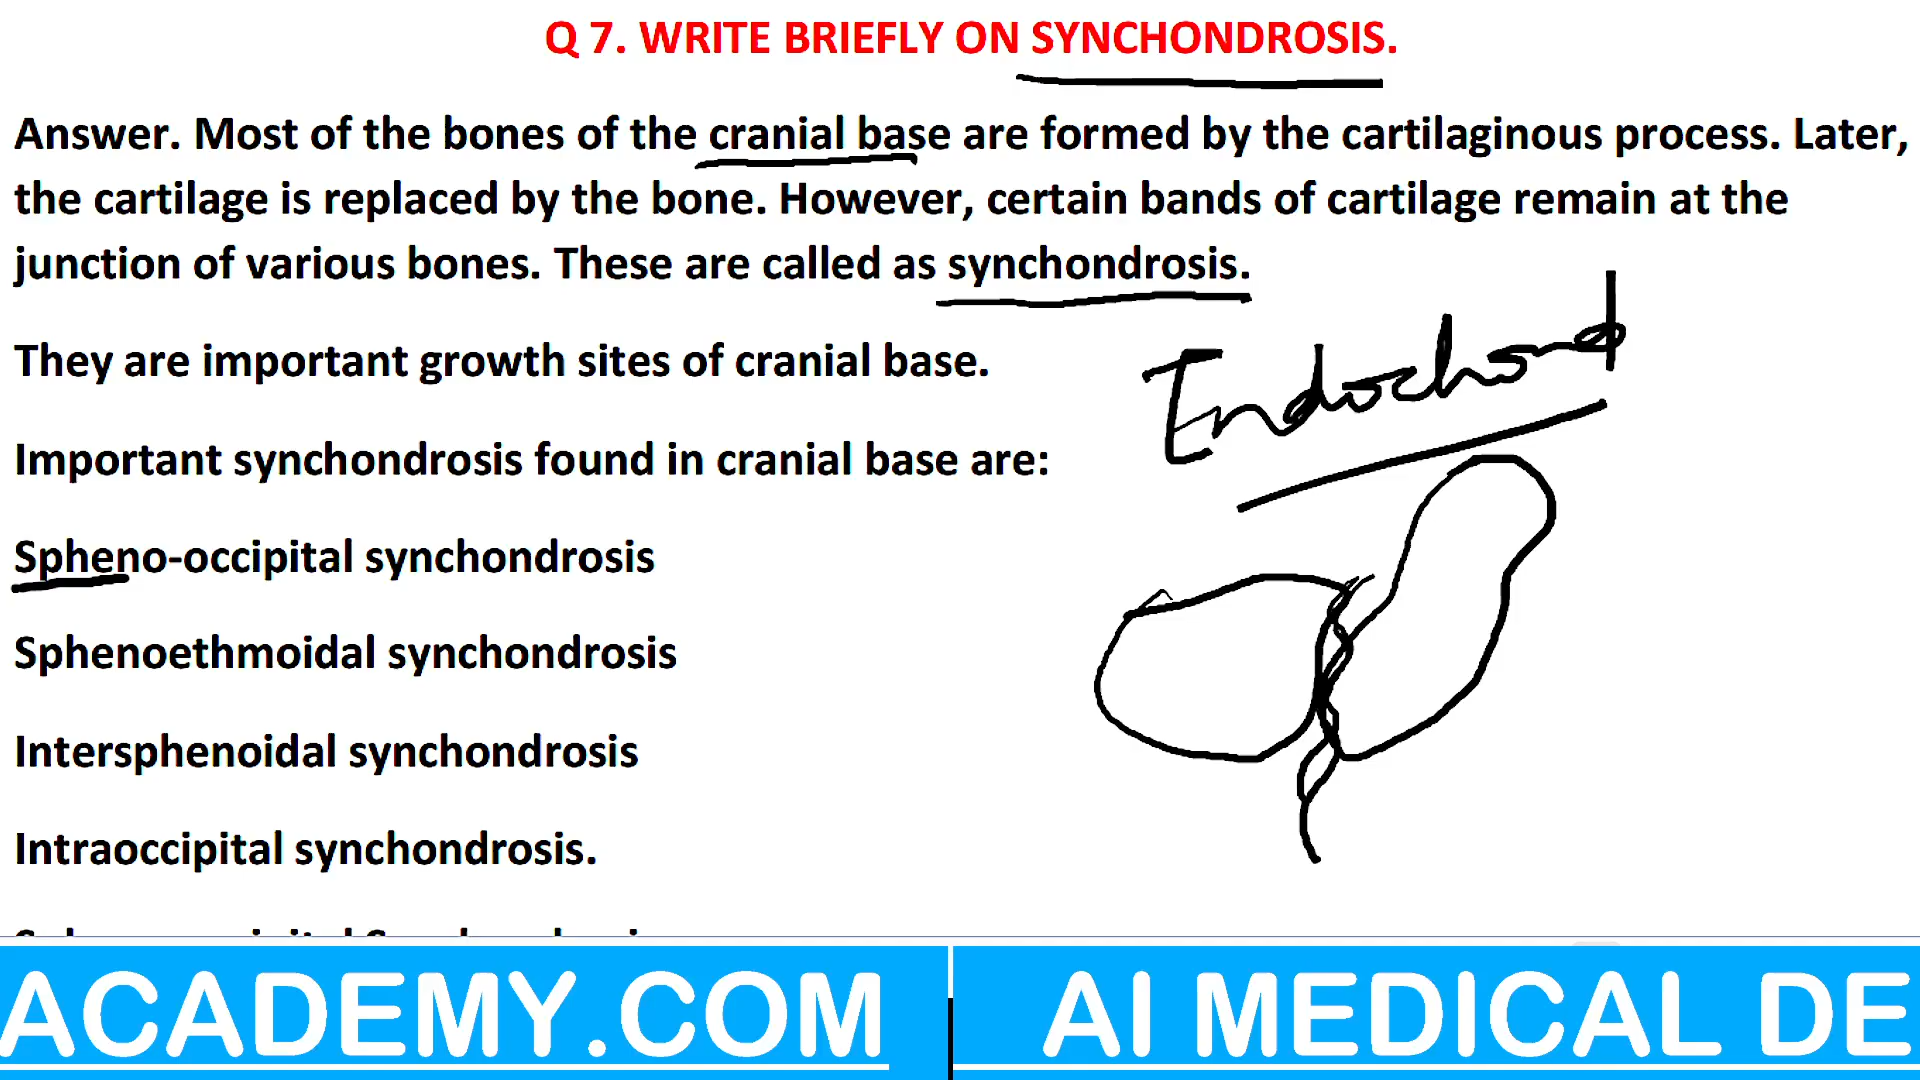 Q 7. WRITE BRIEFLY ON SYNCHONDROSIS.
Answer. Most of the bones of the cranial base are formed by the cartilaginous process. Later,
the cartilage is replaced by the bone. However, certain bands of cartilage remain at the
junction of various bones. These are called as synchondrosis.
They are important growth sites of cranial base.
Endochond
Important synchondrosis found in cranial base are:
Spheno-occipital synchondrosis
Sphenoethmoidal synchondrosis
Intersphenoidal synchondrosis
Intraoccipital synchondrosis.
ACADEMY.COM AI MEDICAL DE